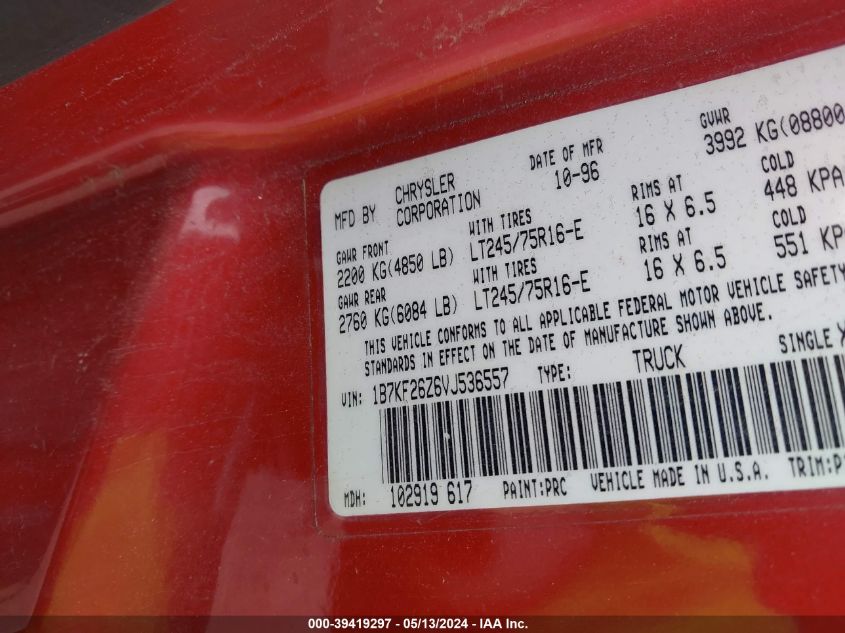 MFD BY CHRYSLER CORPORATION DATE OF MFR 10-96 GVWR 3992 KG(08800
GAWR FRONT WITH TIRES RIMS AT COLD
2200 KG(4850 LB) LT245/75R16-E 16 X 6.5 448 KPA
GAWR REAR WITH TIRES RIMS AT COLD
2760 KG(6084 LB) LT245/75R16-E 16 X 6.5 551 KP
THIS VEHICLE CONFORMS TO ALL APPLICABLE FEDERAL MOTOR VEHICLE SAFETY
STANDARDS IN EFFECT ON THE DATE OF MANUFACTURE SHOWN ABOVE.
VIN: 1B7KF26Z6VJ536557 TYPE: TRUCK SINGLE X
MDH: 102919 617 PAINT:PRC VEHICLE MADE IN U.S.A. TRIM:P
000-39419297 - 05/13/2024 - IAA Inc.